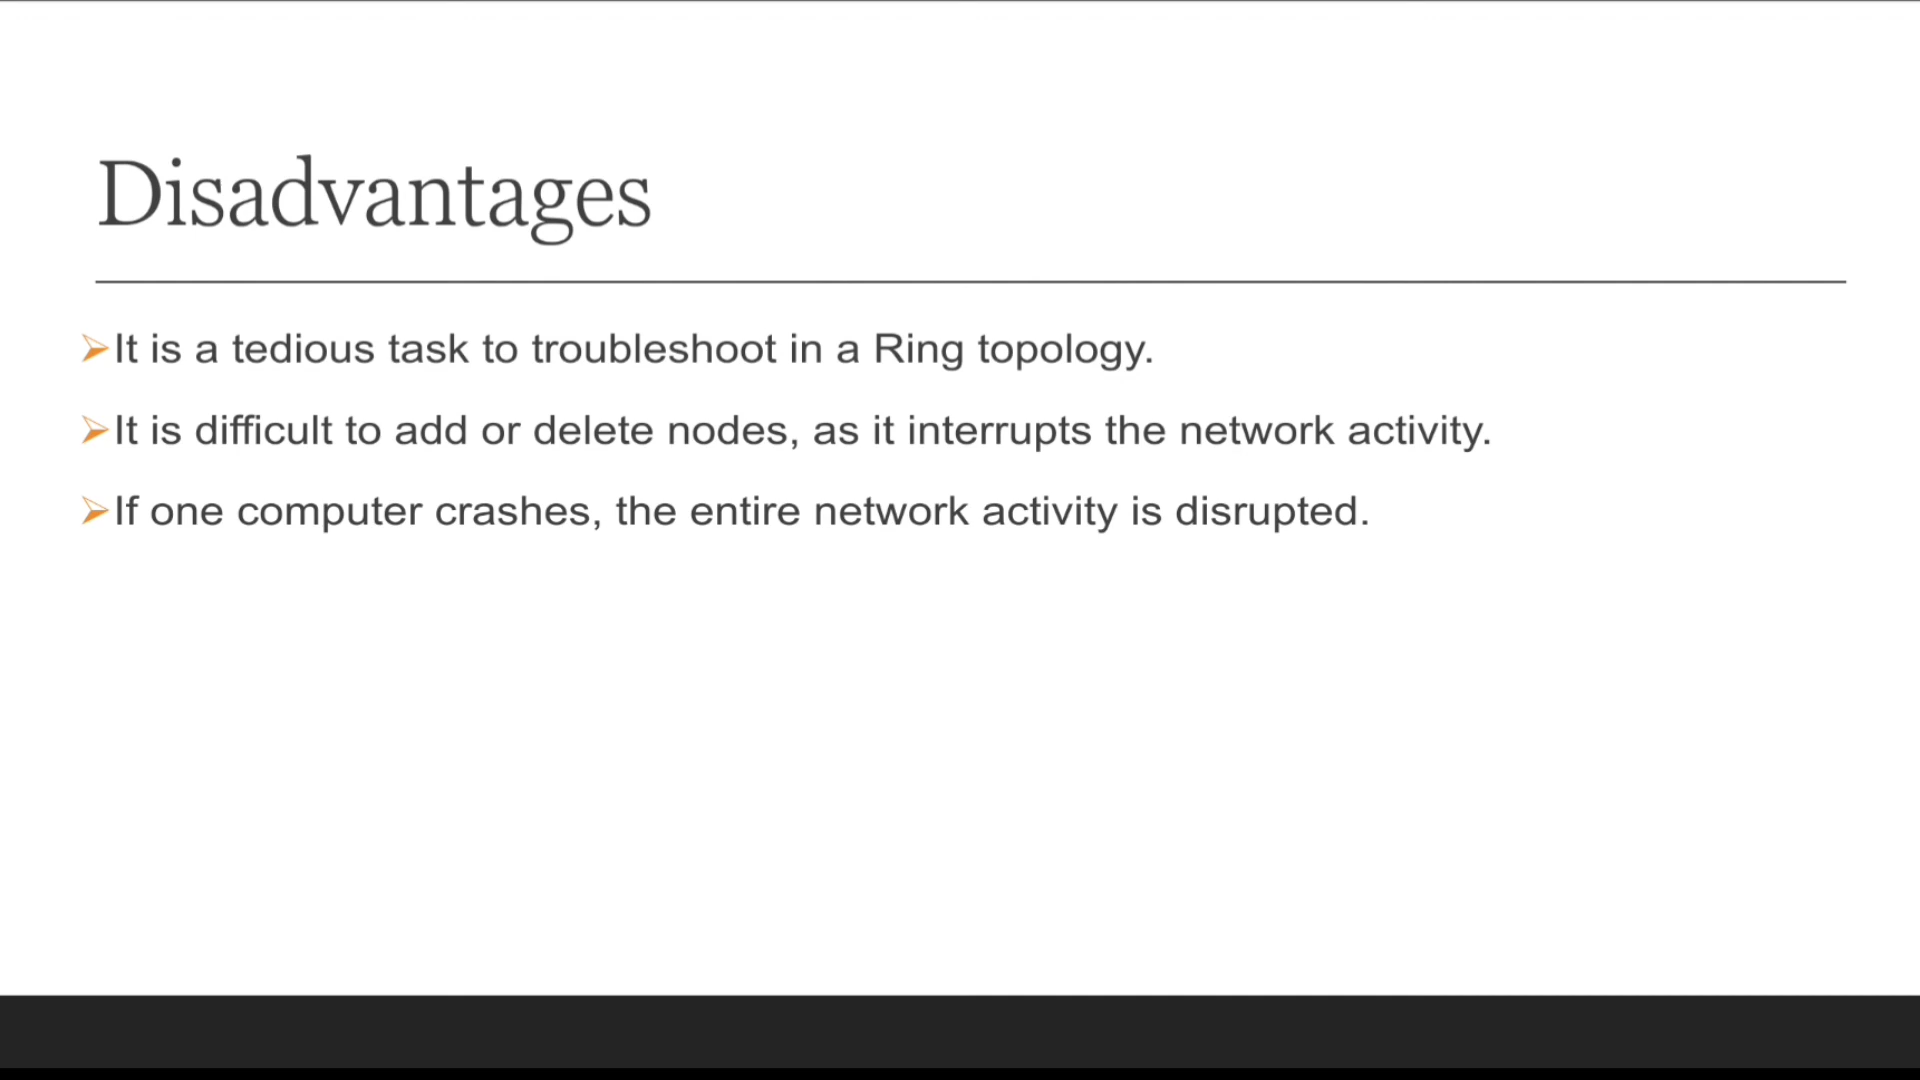 Disadvantages
➢It is a tedious task to troubleshoot in a Ring topology.
➢It is difficult to add or delete nodes, as it interrupts the network activity.
➢If one computer crashes, the entire network activity is disrupted.